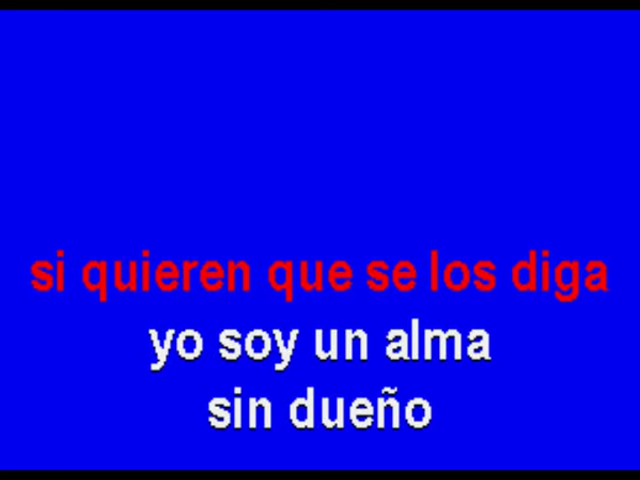 si quieren que se los diga
yo soy un alma
sin dueño